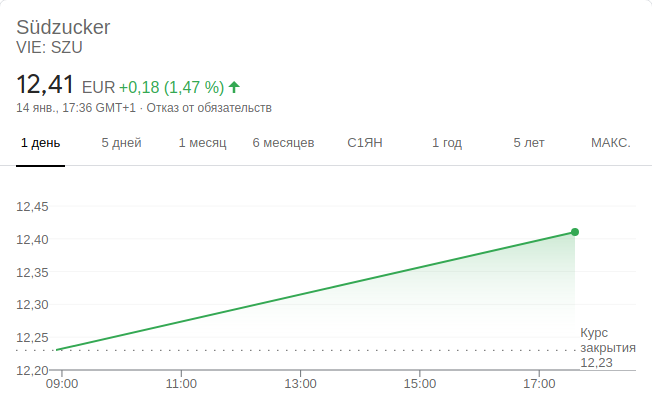 Südzucker
VIE: SZU
12,41 EUR +0,18 (1,47 %)
14 янв., 17:36 GMT+1 · Отказ от обязательств
1 день 5 дней 1 месяц 6 месяцев С1ЯН 1 год 5 лет МАКС.
12,45
12,40
12,35
12,30
12,25
12,20
Курс
закрытия
12,23
09:00 11:00 13:00 15:00 17:00